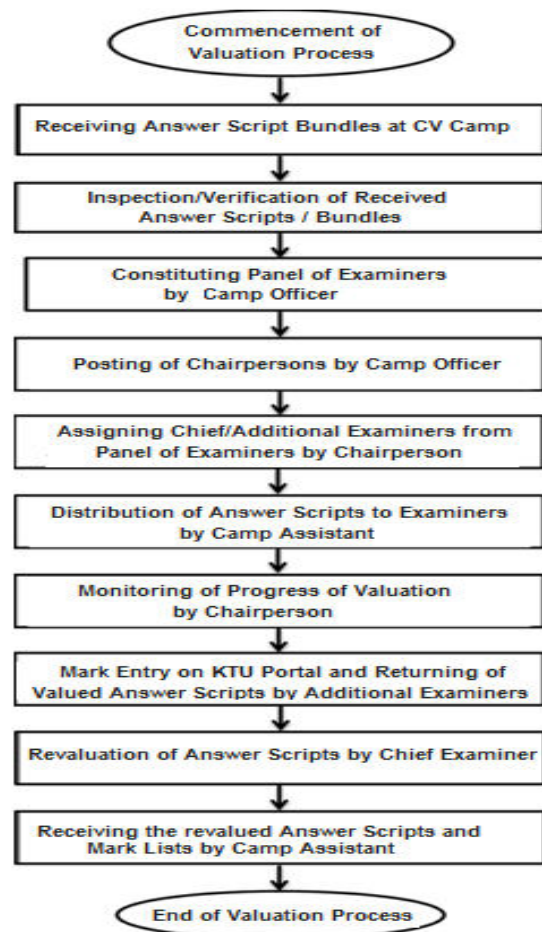 Commencement of
Valuation Process
Receiving Answer Script Bundles at CV Camp
Inspection/Verification of Received
Answer Scripts / Bundles
Constituting Panel of Examiners
by Camp Officer
Posting of Chairpersons by Camp Officer
Assigning Chief/Additional Examiners from
Panel of Examiners by Chairperson
Distribution of Answer Scripts to Examiners
by Camp Assistant
Monitoring of Progress of Valuation
by Chairperson
Mark Entry on KTU Portal and Returning of
Valued Answer Scripts by Additional Examiners
Revaluation of Answer Scripts by Chief Examiner
Receiving the revalued Answer Scripts and
Mark Lists by Camp Assistant
End of Valuation Process